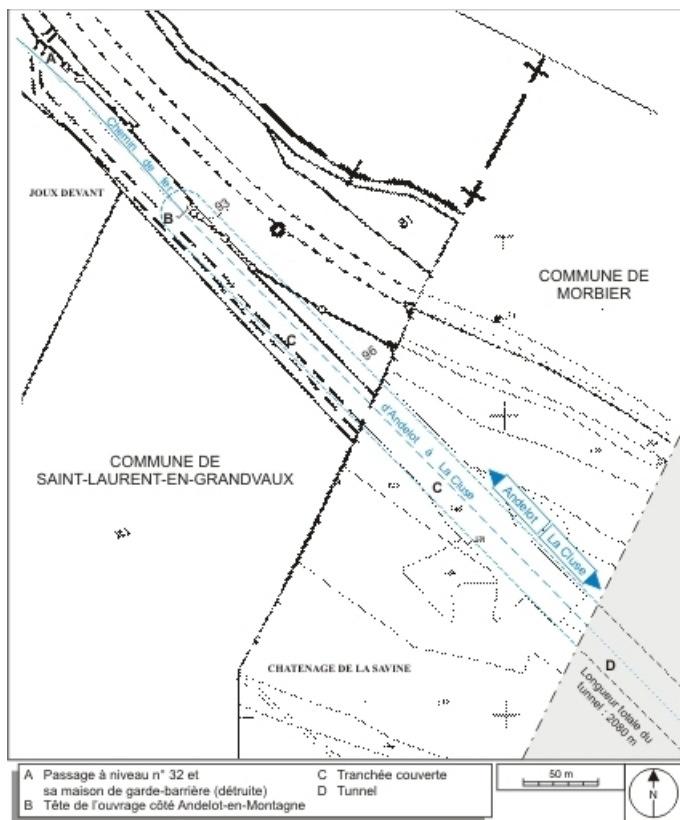 A
Chemin de fer
JOUX DEVANT
B
93
COMMUNE DE
MORBIER
C
96
d'Andelot à La Cluse
COMMUNE DE
SAINT-LAURENT-EN-GRANDVAUX
C
Andelot
La Cluse
CHATENAGE DE LA SAVINE
D
Longueur totale du
tunnel : 2080 m
A Passage à niveau n° 32 et
sa maison de garde-barrière (détruite)
B Tête de l'ouvrage côté Andelot-en-Montagne
C Tranchée couverte
D Tunnel
50 m
N